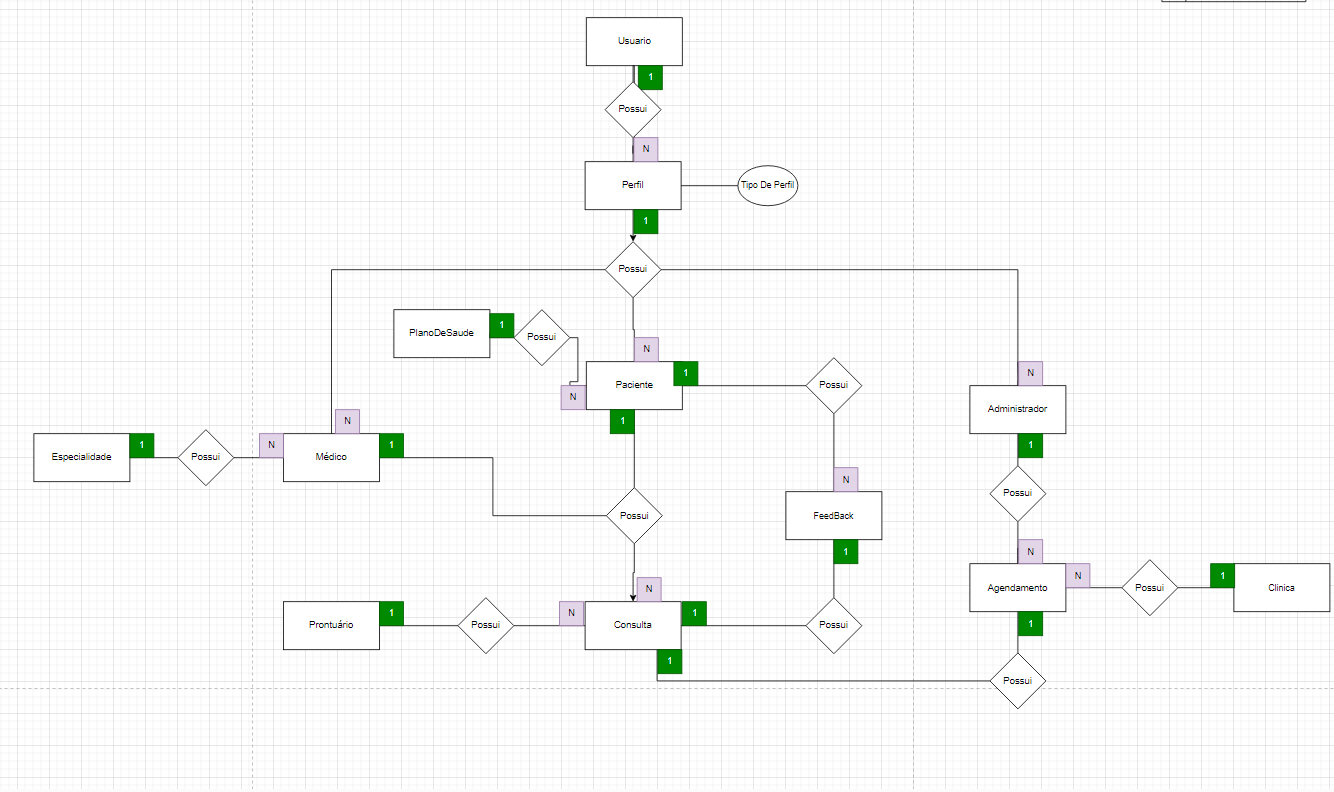 Usuario
1
Possui
N
Perfil
Tipo De Perfil
1
Possui
PlanoDeSaude
1
Possui
N
Paciente
1
N
1
Possui
N
Administrador
1
Especialidade
1
Possui
N
N
Médico
1
Possui
N
FeedBack
1
Possui
Possui
N
Agendamento
N
Possui
1
Clinica
1
Possui
Prontuário
1
Possui
N
N
Consulta
1
1
Possui